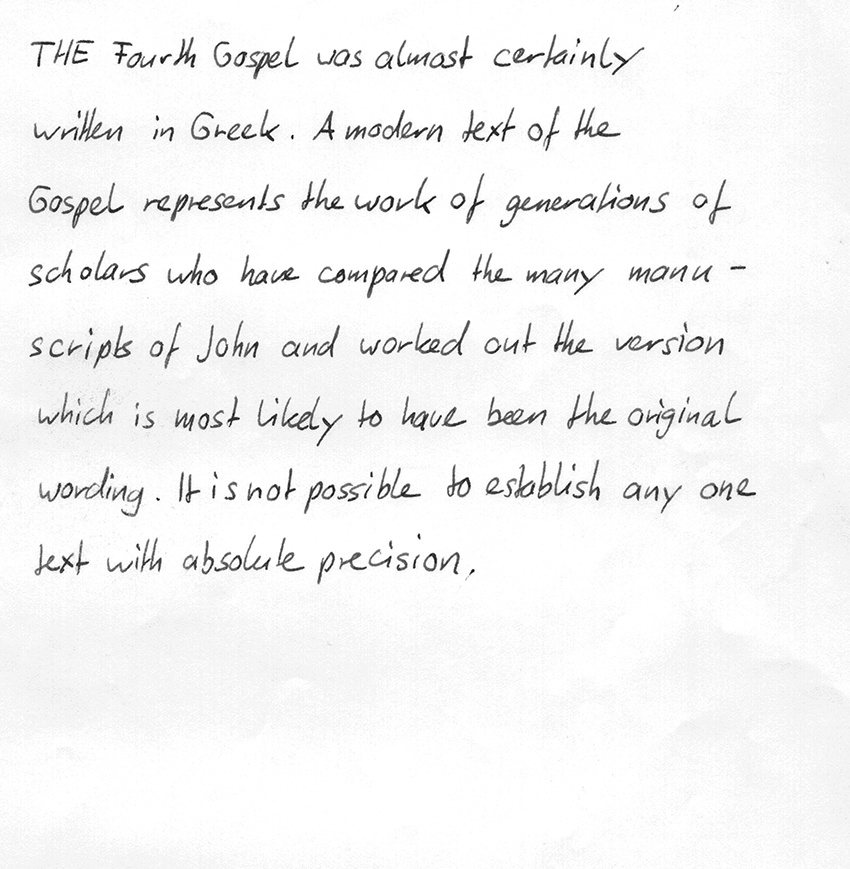 THE Fourth Gospel was almost certainly
written in Greek. A modern text of the
Gospel represents the work of generations of
scholars who have compared the many manu-
scripts of John and worked out the version
which is most likely to have been the original
wording. It is not possible to establish any one
text with absolute precision.